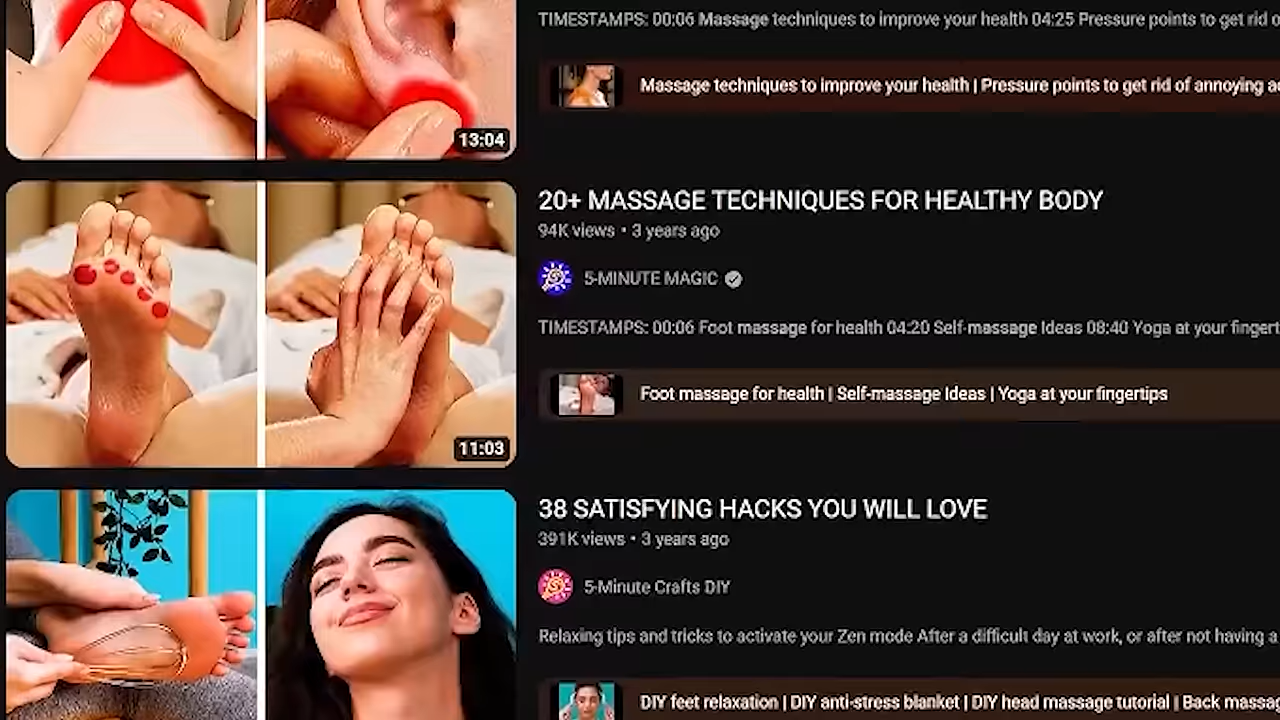 TIMESTAMPS: 00:06 Massage techniques to improve your health 04:25 Pressure points to get rid
Massage techniques to improve your health | Pressure points to get rid of annoying
13:04
20+ MASSAGE TECHNIQUES FOR HEALTHY BODY
94K views • 3 years ago
5-MINUTE MAGIC
TIMESTAMPS: 00:06 Foot massage for health 04:20 Self-massage Ideas 08:40 Yoga at your fingert
Foot massage for health | Self-massage Ideas | Yoga at your fingertips
11:03
38 SATISFYING HACKS YOU WILL LOVE
391K views • 3 years ago
5-Minute Crafts DIY
Relaxing tips and tricks to activate your Zen mode After a difficult day at work, or after not having a
DIY feet relaxation | DIY anti-stress blanket | DIY head massage tutorial | Back massag